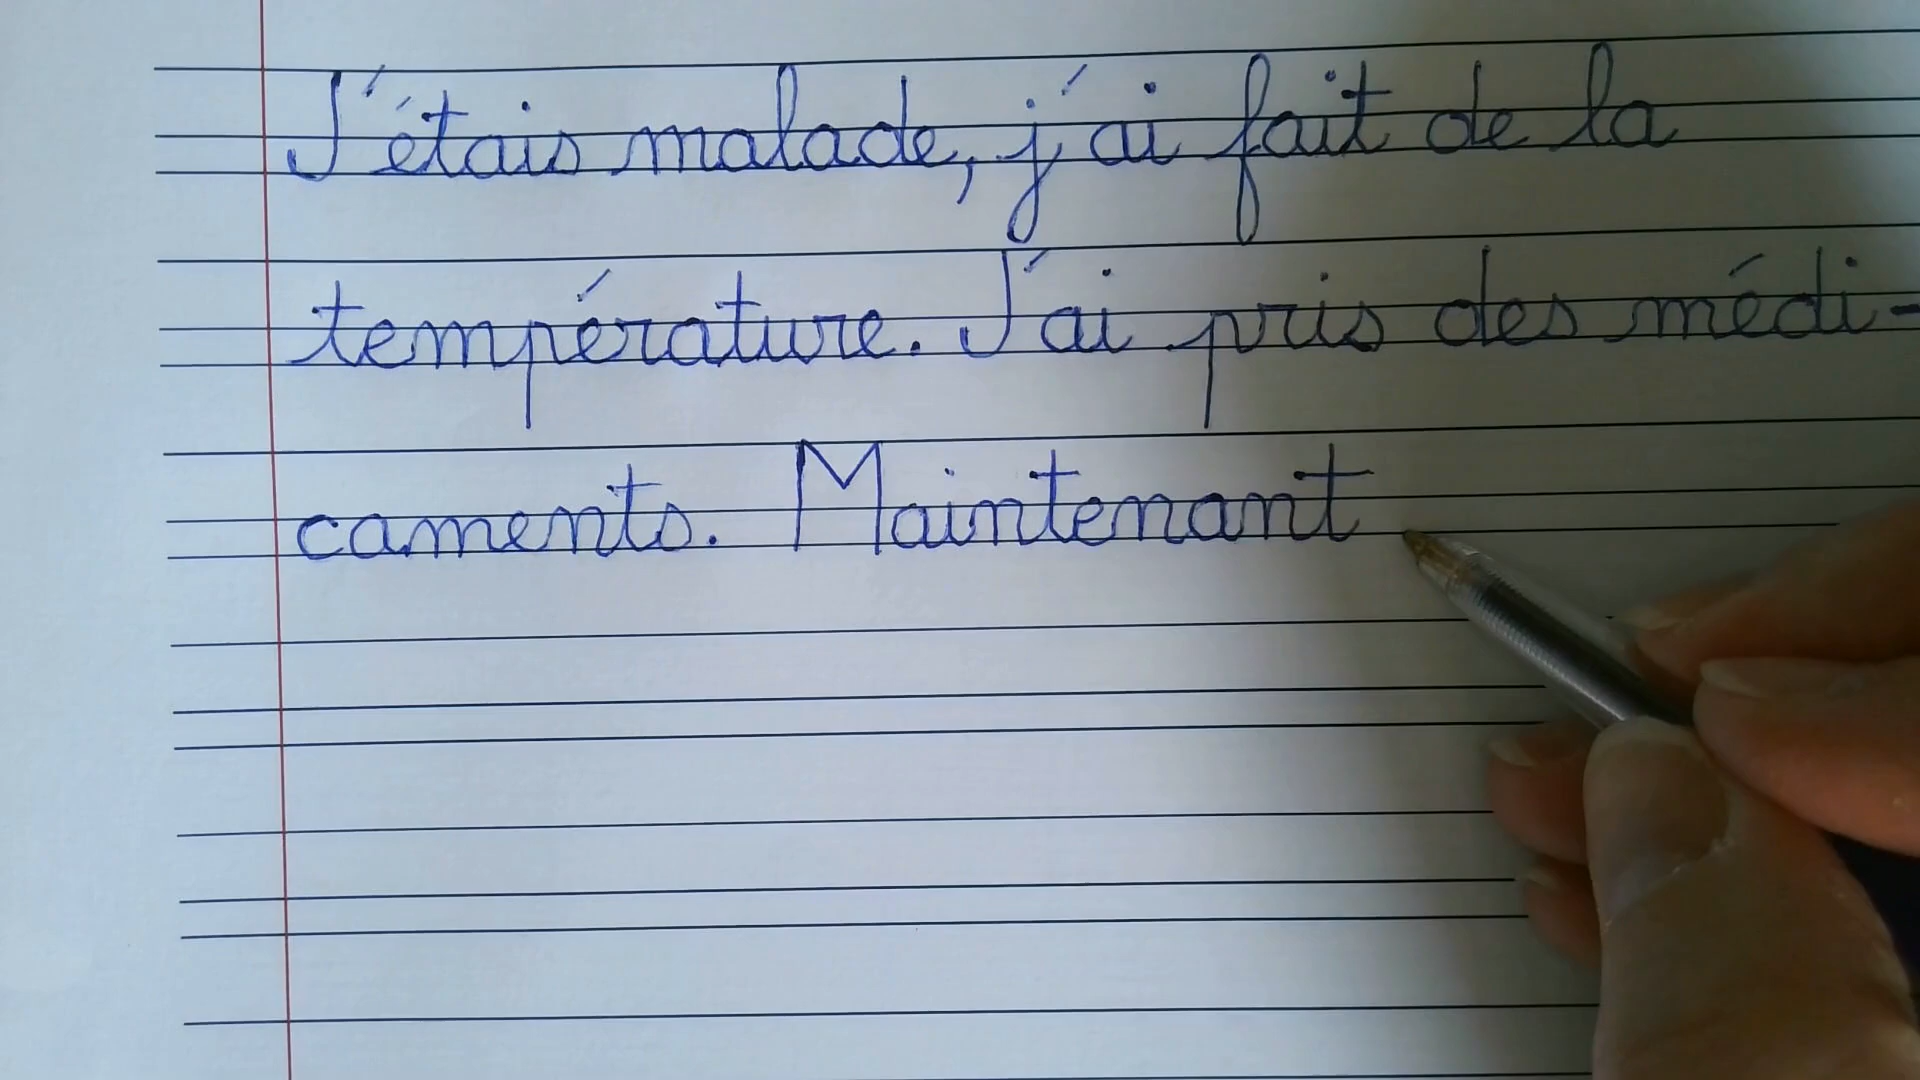 J'étais malade, j'ai fait de la
température. J'ai pris des médi-
caments. Maintenant